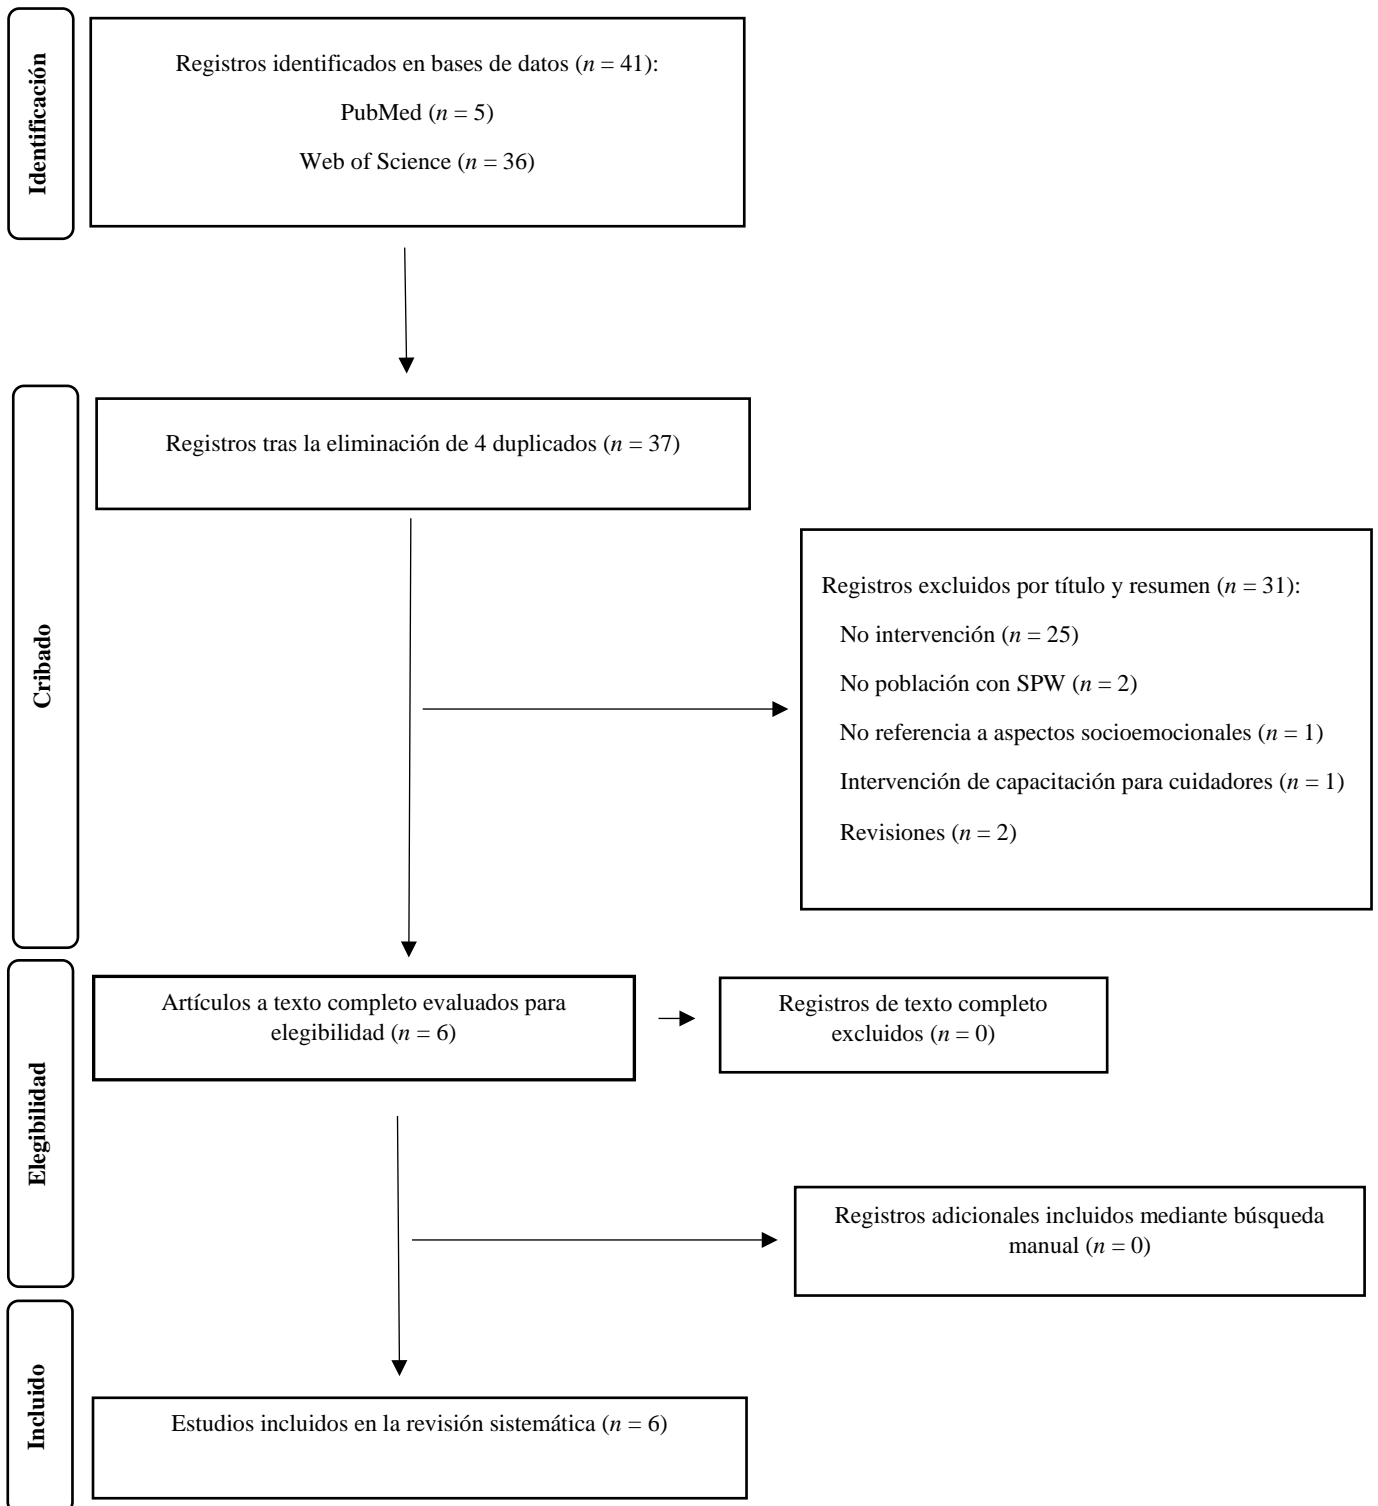 Identificación
Registros identificados en bases de datos (n = 41):
PubMed (n = 5)
Web of Science (n = 36)
Cribado
Registros tras la eliminación de 4 duplicados (n = 37)
Registros excluidos por título y resumen (n = 31):
No intervención (n = 25)
No población con SPW (n = 2)
No referencia a aspectos socioemocionales (n = 1)
Intervención de capacitación para cuidadores (n = 1)
Revisiones (n = 2)
Elegibilidad
Artículos a texto completo evaluados para
elegibilidad (n = 6)
Registros de texto completo
excluidos (n = 0)
Registros adicionales incluidos mediante búsqueda
manual (n = 0)
Incluido
Estudios incluidos en la revisión sistemática (n = 6)